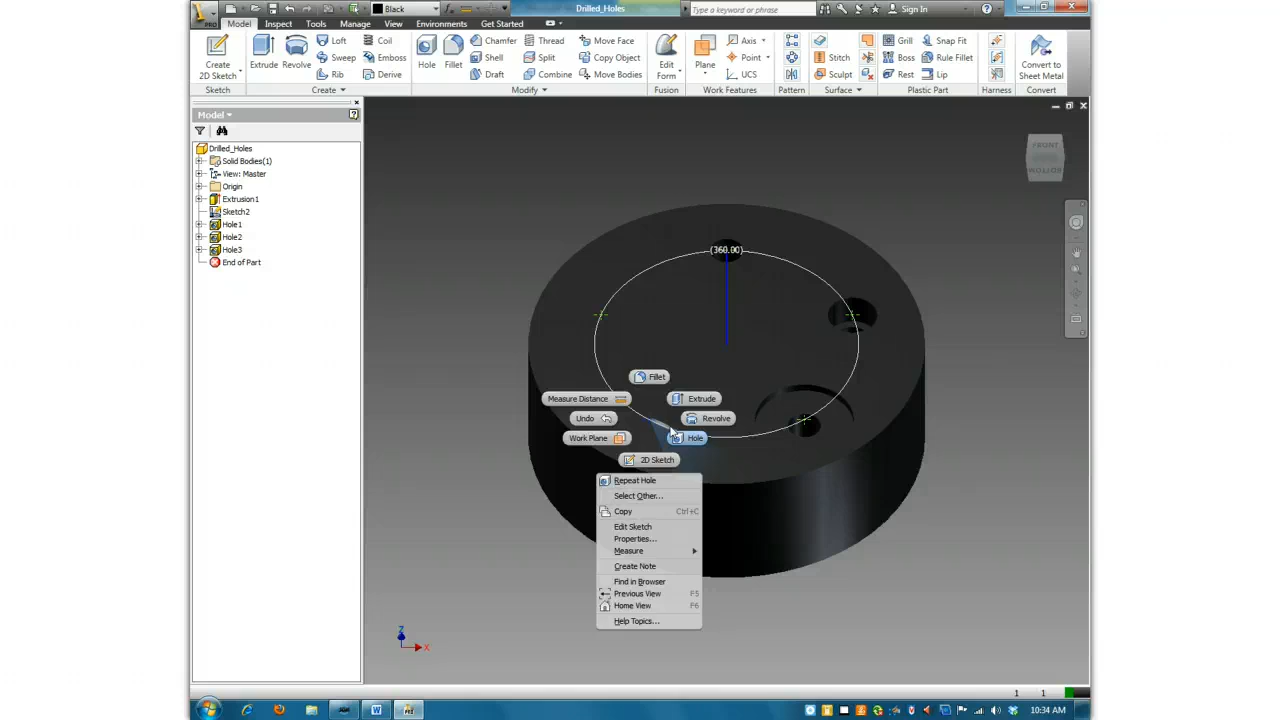 PRO
Black
Drilled_Holes
Type a keyword or phrase
Sign In
Model Inspect Tools Manage View Environments Get Started
Create 2D Sketch
Extrude
Revolve
Loft
Sweep
Rib
Coil
Emboss
Derive
Hole
Fillet
Chamfer
Shell
Draft
Thread
Split
Combine
Move Face
Copy Object
Move Bodies
Edit Form
Plane
Axis
Point
UCS
Stitch
Sculpt
Grill
Boss
Rest
Snap Fit
Rule Fillet
Lip
Convert to Sheet Metal
Sketch Create Modify Fusion Work Features Pattern Surface Plastic Part Harness Convert
Model
Drilled_Holes
Solid Bodies(1)
View: Master
Origin
Extrusion1
Sketch2
Hole1
Hole2
Hole3
End of Part
FRONT
(360.00)
Fillet
Measure Distance
Extrude
Undo
Revolve
Work Plane
Hole
2D Sketch
Repeat Hole
Select Other...
Copy Ctrl+C
Edit Sketch
Properties...
Measure
Create Note
Find in Browser
Previous View F5
Home View F6
Help Topics...
Z
X
1 1
10:34 AM